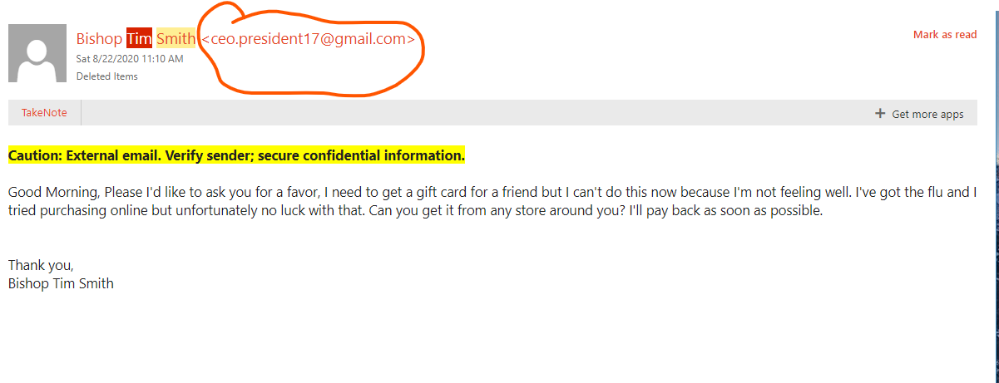 Bishop Tim Smith <ceo.president17@gmail.com>
Mark as read
Sat 8/22/2020 11:10 AM
Deleted Items
TakeNote
+ Get more apps
Caution: External email. Verify sender; secure confidential information.
Good Morning, Please I'd like to ask you for a favor, I need to get a gift card for a friend but I can't do this now because I'm not feeling well. I've got the flu and I
tried purchasing online but unfortunately no luck with that. Can you get it from any store around you? I'll pay back as soon as possible.
Thank you,
Bishop Tim Smith